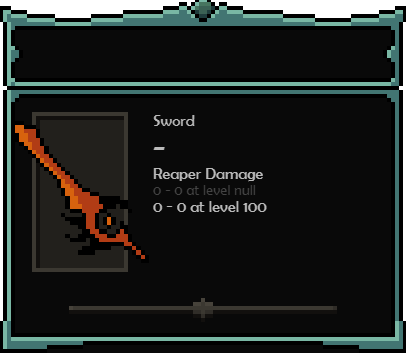 Sword
–
Reaper Damage
0 - 0 at level null
0 - 0 at level 100